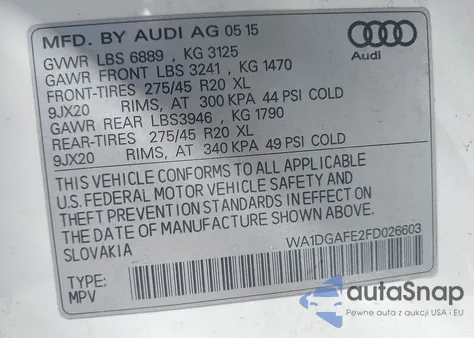 MFD. BY AUDI AG 05 15
GVWR LBS 6889 , KG 3125
GAWR FRONT LBS 3241 , KG 1470
FRONT-TIRES 275/45 R20 XL
9JX20 RIMS, AT 300 KPA 44 PSI COLD
GAWR REAR LBS3946 , KG 1790
REAR-TIRES 275/45 R20 XL
9JX20 RIMS, AT 340 KPA 49 PSI COLD
Audi
THIS VEHICLE CONFORMS TO ALL APPLICABLE
U.S. FEDERAL MOTOR VEHICLE SAFETY AND
THEFT PREVENTION STANDARDS IN EFFECT ON
THE DATE OF MANUFACTURE SHOWN ABOVE
SLOVAKIA
WA1DGAFE2FD026603
TYPE:
MPV
autoSnap
Pewne auta z aukcji USA i EU